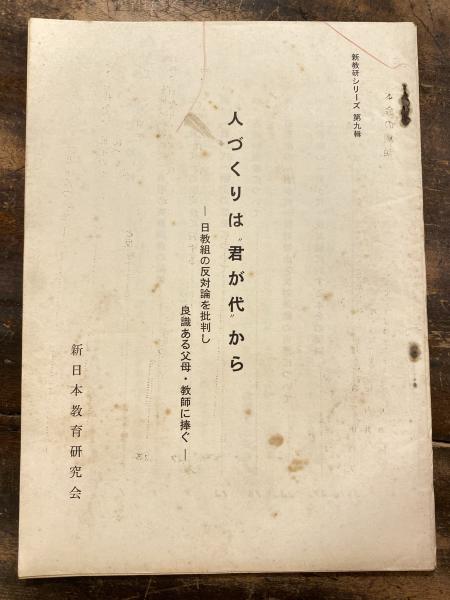 新教研シリーズ 第九輯
人づくりは〝君が代〟から
―日教組の反対論を批判し
良識ある父母・教師に捧ぐ―
新日本教育研究会